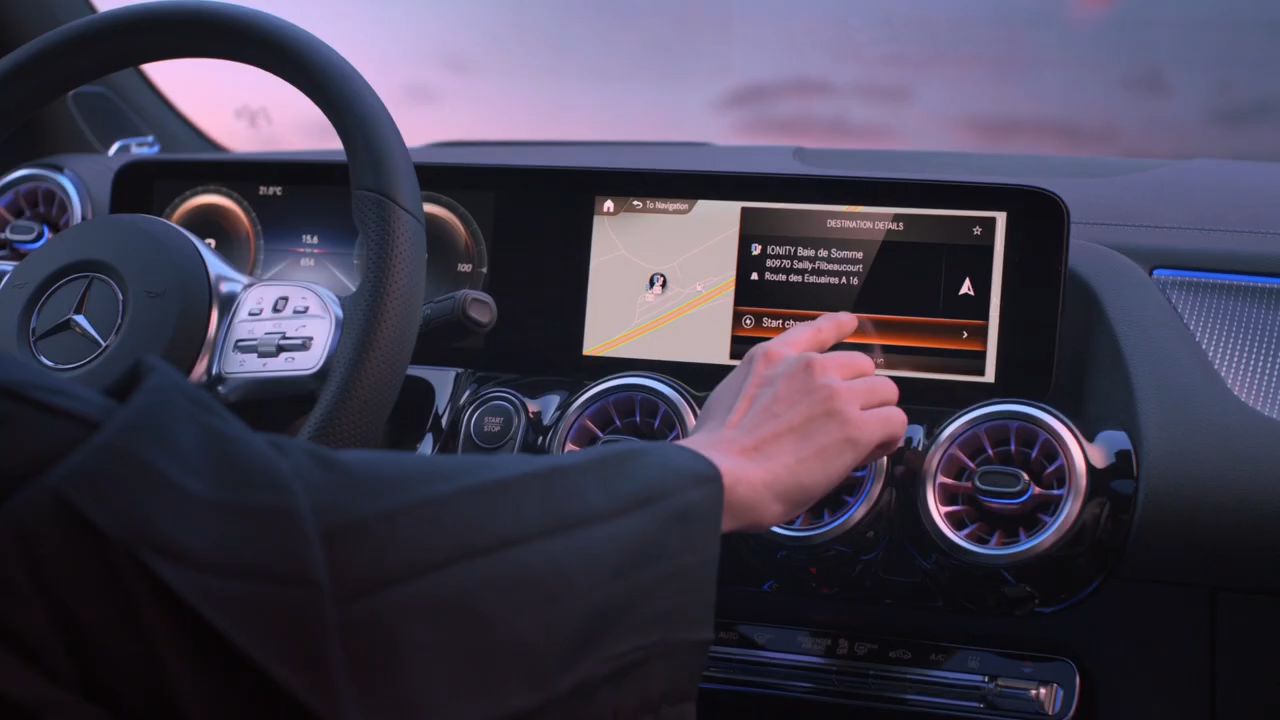 21.0°C
15.6
654
100
To Navigation
DESTINATION DETAILS
IONITY Baie de Somme
80970 Sailly-Flibeaucourt
Route des Estuaires A 16
Start
START
STOP
AUTO
A/C